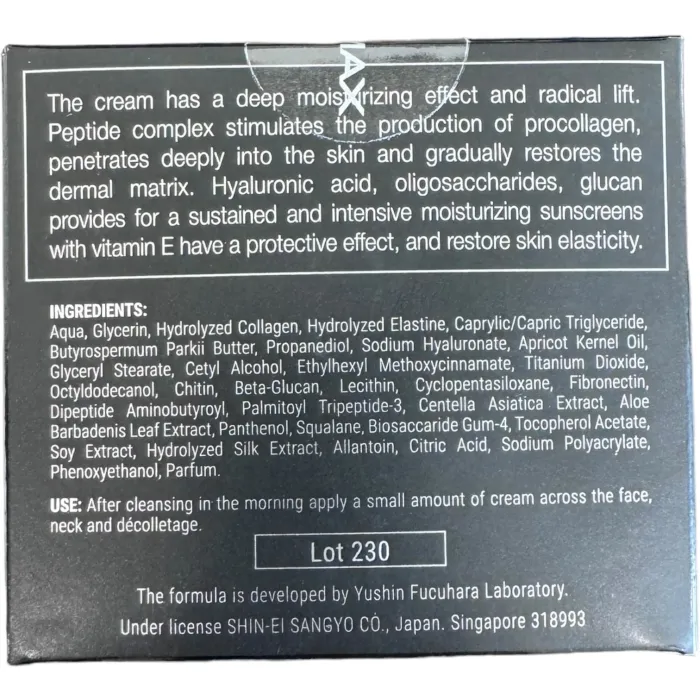 The cream has a deep moisturizing effect and radical lift.
Peptide complex stimulates the production of procollagen,
penetrates deeply into the skin and gradually restores the
dermal matrix. Hyaluronic acid, oligosaccharides, glucan
provides for a sustained and intensive moisturizing sunscreens
with vitamin E have a protective effect, and restore skin elasticity.
INGREDIENTS:
Aqua, Glycerin, Hydrolyzed Collagen, Hydrolyzed Elastine, Caprylic/Capric Triglyceride,
Butyrospermum Parkii Butter, Propanediol, Sodium Hyaluronate, Apricot Kernel Oil,
Glyceryl Stearate, Cetyl Alcohol, Ethylhexyl Methoxycinnamate, Titanium Dioxide,
Octyldodecanol, Chitin, Beta-Glucan, Lecithin, Cyclopentasiloxane, Fibronectin,
Dipeptide Aminobutyroyl, Palmitoyl Tripeptide-3, Centella Asiatica Extract, Aloe
Barbadenis Leaf Extract, Panthenol, Squalane, Biosaccaride Gum-4, Tocopherol Acetate,
Soy Extract, Hydrolyzed Silk Extract, Allantoin, Citric Acid, Sodium Polyacrylate,
Phenoxyethanol, Parfum.
USE: After cleansing in the morning apply a small amount of cream across the face,
neck and décolletage.
Lot 230
The formula is developed by Yushin Fucuhara Laboratory.
Under license SHIN-EI SANGYO CO., Japan. Singapore 318993